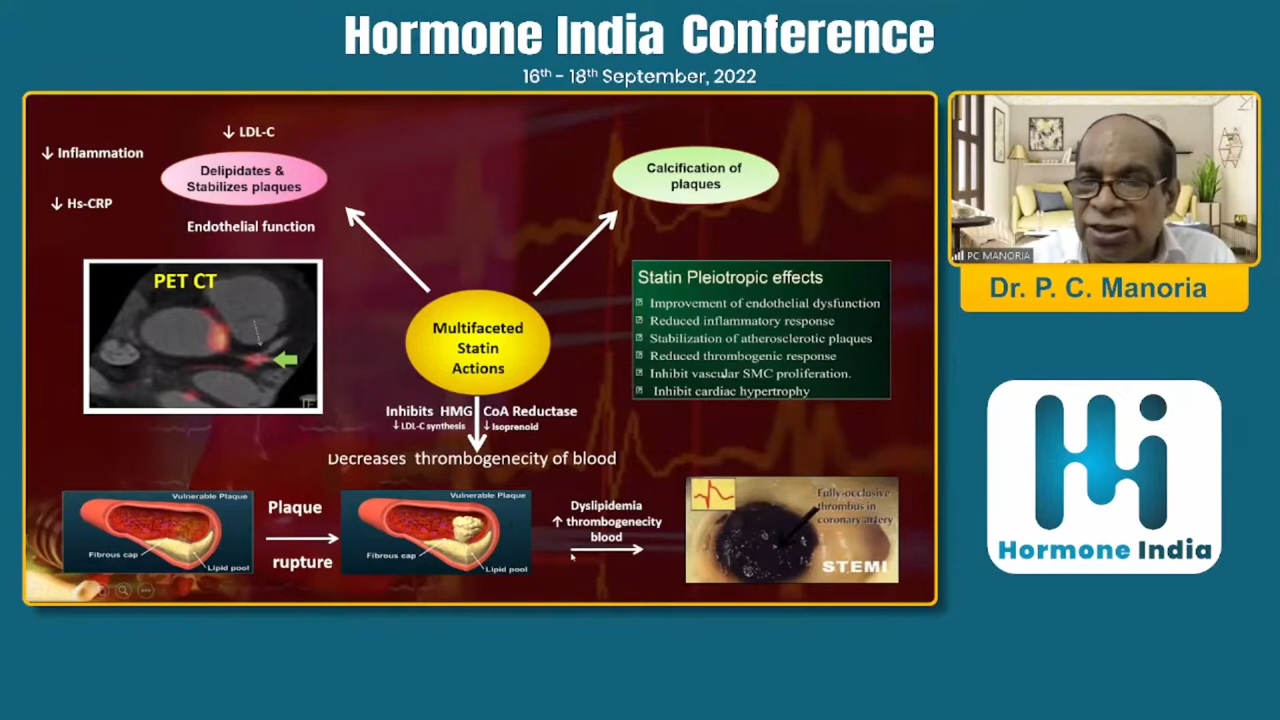 Hormone India Conference
16th - 18th September, 2022
↓ LDL-C
↓ Inflammation
Delipidates &
Stabilizes plaques
↓ Hs-CRP
Endothelial function
Calcification of
plaques
PET CT
Multifaceted
Statin
Actions
Statin Pleiotropic effects
Improvement of endothelial dysfunction
Reduced inflammatory response
Stabilization of atherosclerotic plaques
Reduced thrombogenic response
Inhibit vascular SMC proliferation.
Inhibit cardiac hypertrophy
Inhibits HMG CoA Reductase
↓ LDL-C synthesis ↓ Isoprenoid
Decreases thrombogenecity of blood
Vulnerable Plaque
Fibrous cap
Lipid pool
Plaque
rupture
Vulnerable Plaque
Fibrous cap
Lipid pool
Dyslipidemia
↑ thrombogenecity
blood
Fully-occlusive
thrombus in
coronary artery
STEMI
PC MANORIA
Dr. P. C. Manoria
Hormone India